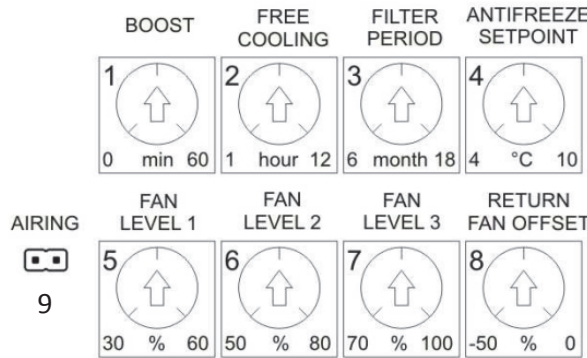 BOOST
FREE COOLING
FILTER PERIOD
ANTIFREEZE SETPOINT
1
2
3
4
0 min 60
1 hour 12
6 month 18
4 °C 10
AIRING
FAN LEVEL 1
FAN LEVEL 2
FAN LEVEL 3
RETURN FAN OFFSET
9
5
6
7
8
30 % 60
50 % 80
70 % 100
-50 % 0